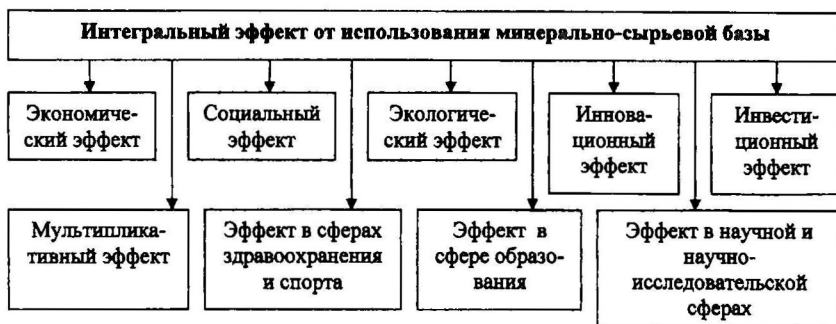 Интегральный эффект от использования минерально-сырьевой базы
Экономиче-
ский эффект
Социальный
эффект
Экологиче-
ский эффект
Иннова-
ционный
эффект
Инвести-
ционный
эффект
Мультиплика-
тивный эффект
Эффект в сферах
здравоохранения
и спорта
Эффект в
сфере образо-
вания
Эффект в научной и
научно-
исследовательской
сферах